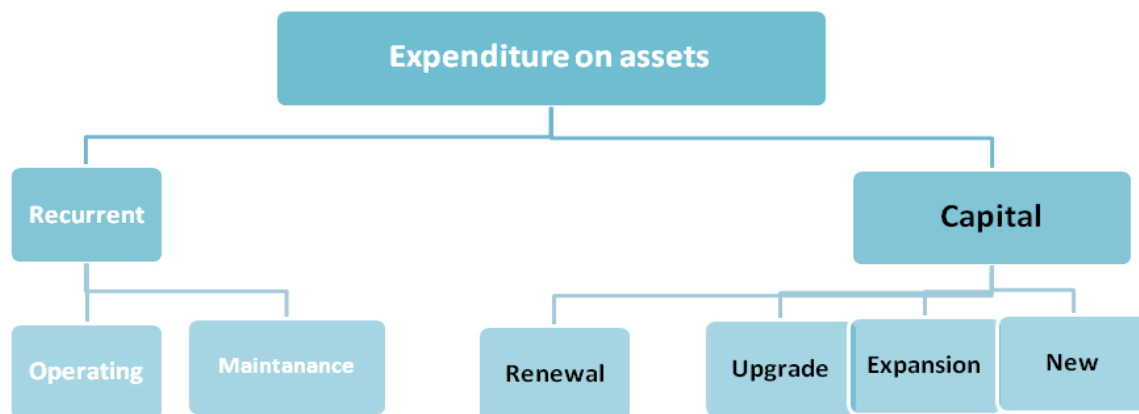 Expenditure on assets
Recurrent
Capital
Operating
Maintanance
Renewal
Upgrade
Expansion
New